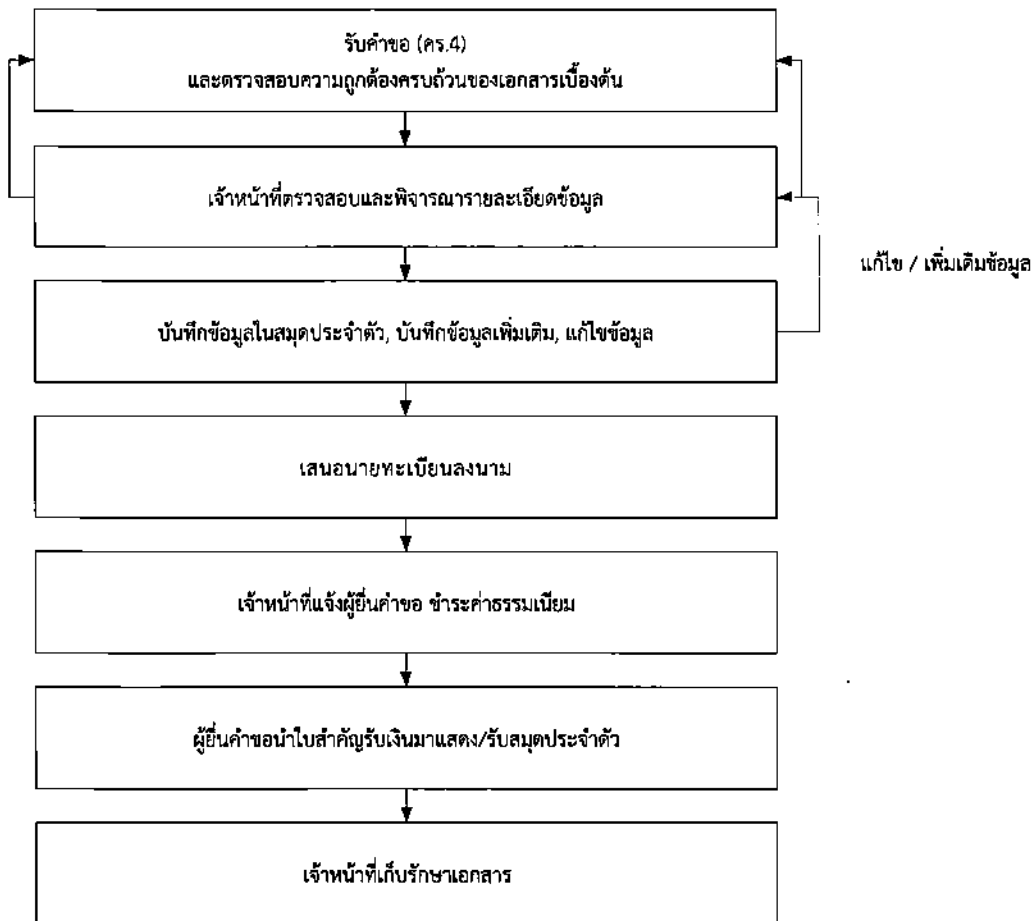 รับคำขอ (คร.4)
และตรวจสอบความถูกต้องครบถ้วนของเอกสารเบื้องต้น
เจ้าหน้าที่ตรวจสอบและพิจารณารายละเอียดข้อมูล
แก้ไข / เพิ่มเติมข้อมูล
บันทึกข้อมูลในสมุดประจำตัว, บันทึกข้อมูลเพิ่มเติม, แก้ไขข้อมูล
เสนอนายทะเบียนลงนาม
เจ้าหน้าที่แจ้งผู้ยื่นคำขอ ชำระค่าธรรมเนียม
ผู้ยื่นคำขอนำใบสำคัญรับเงินมาแสดง/รับสมุดประจำตัว
เจ้าหน้าที่เก็บรักษาเอกสาร